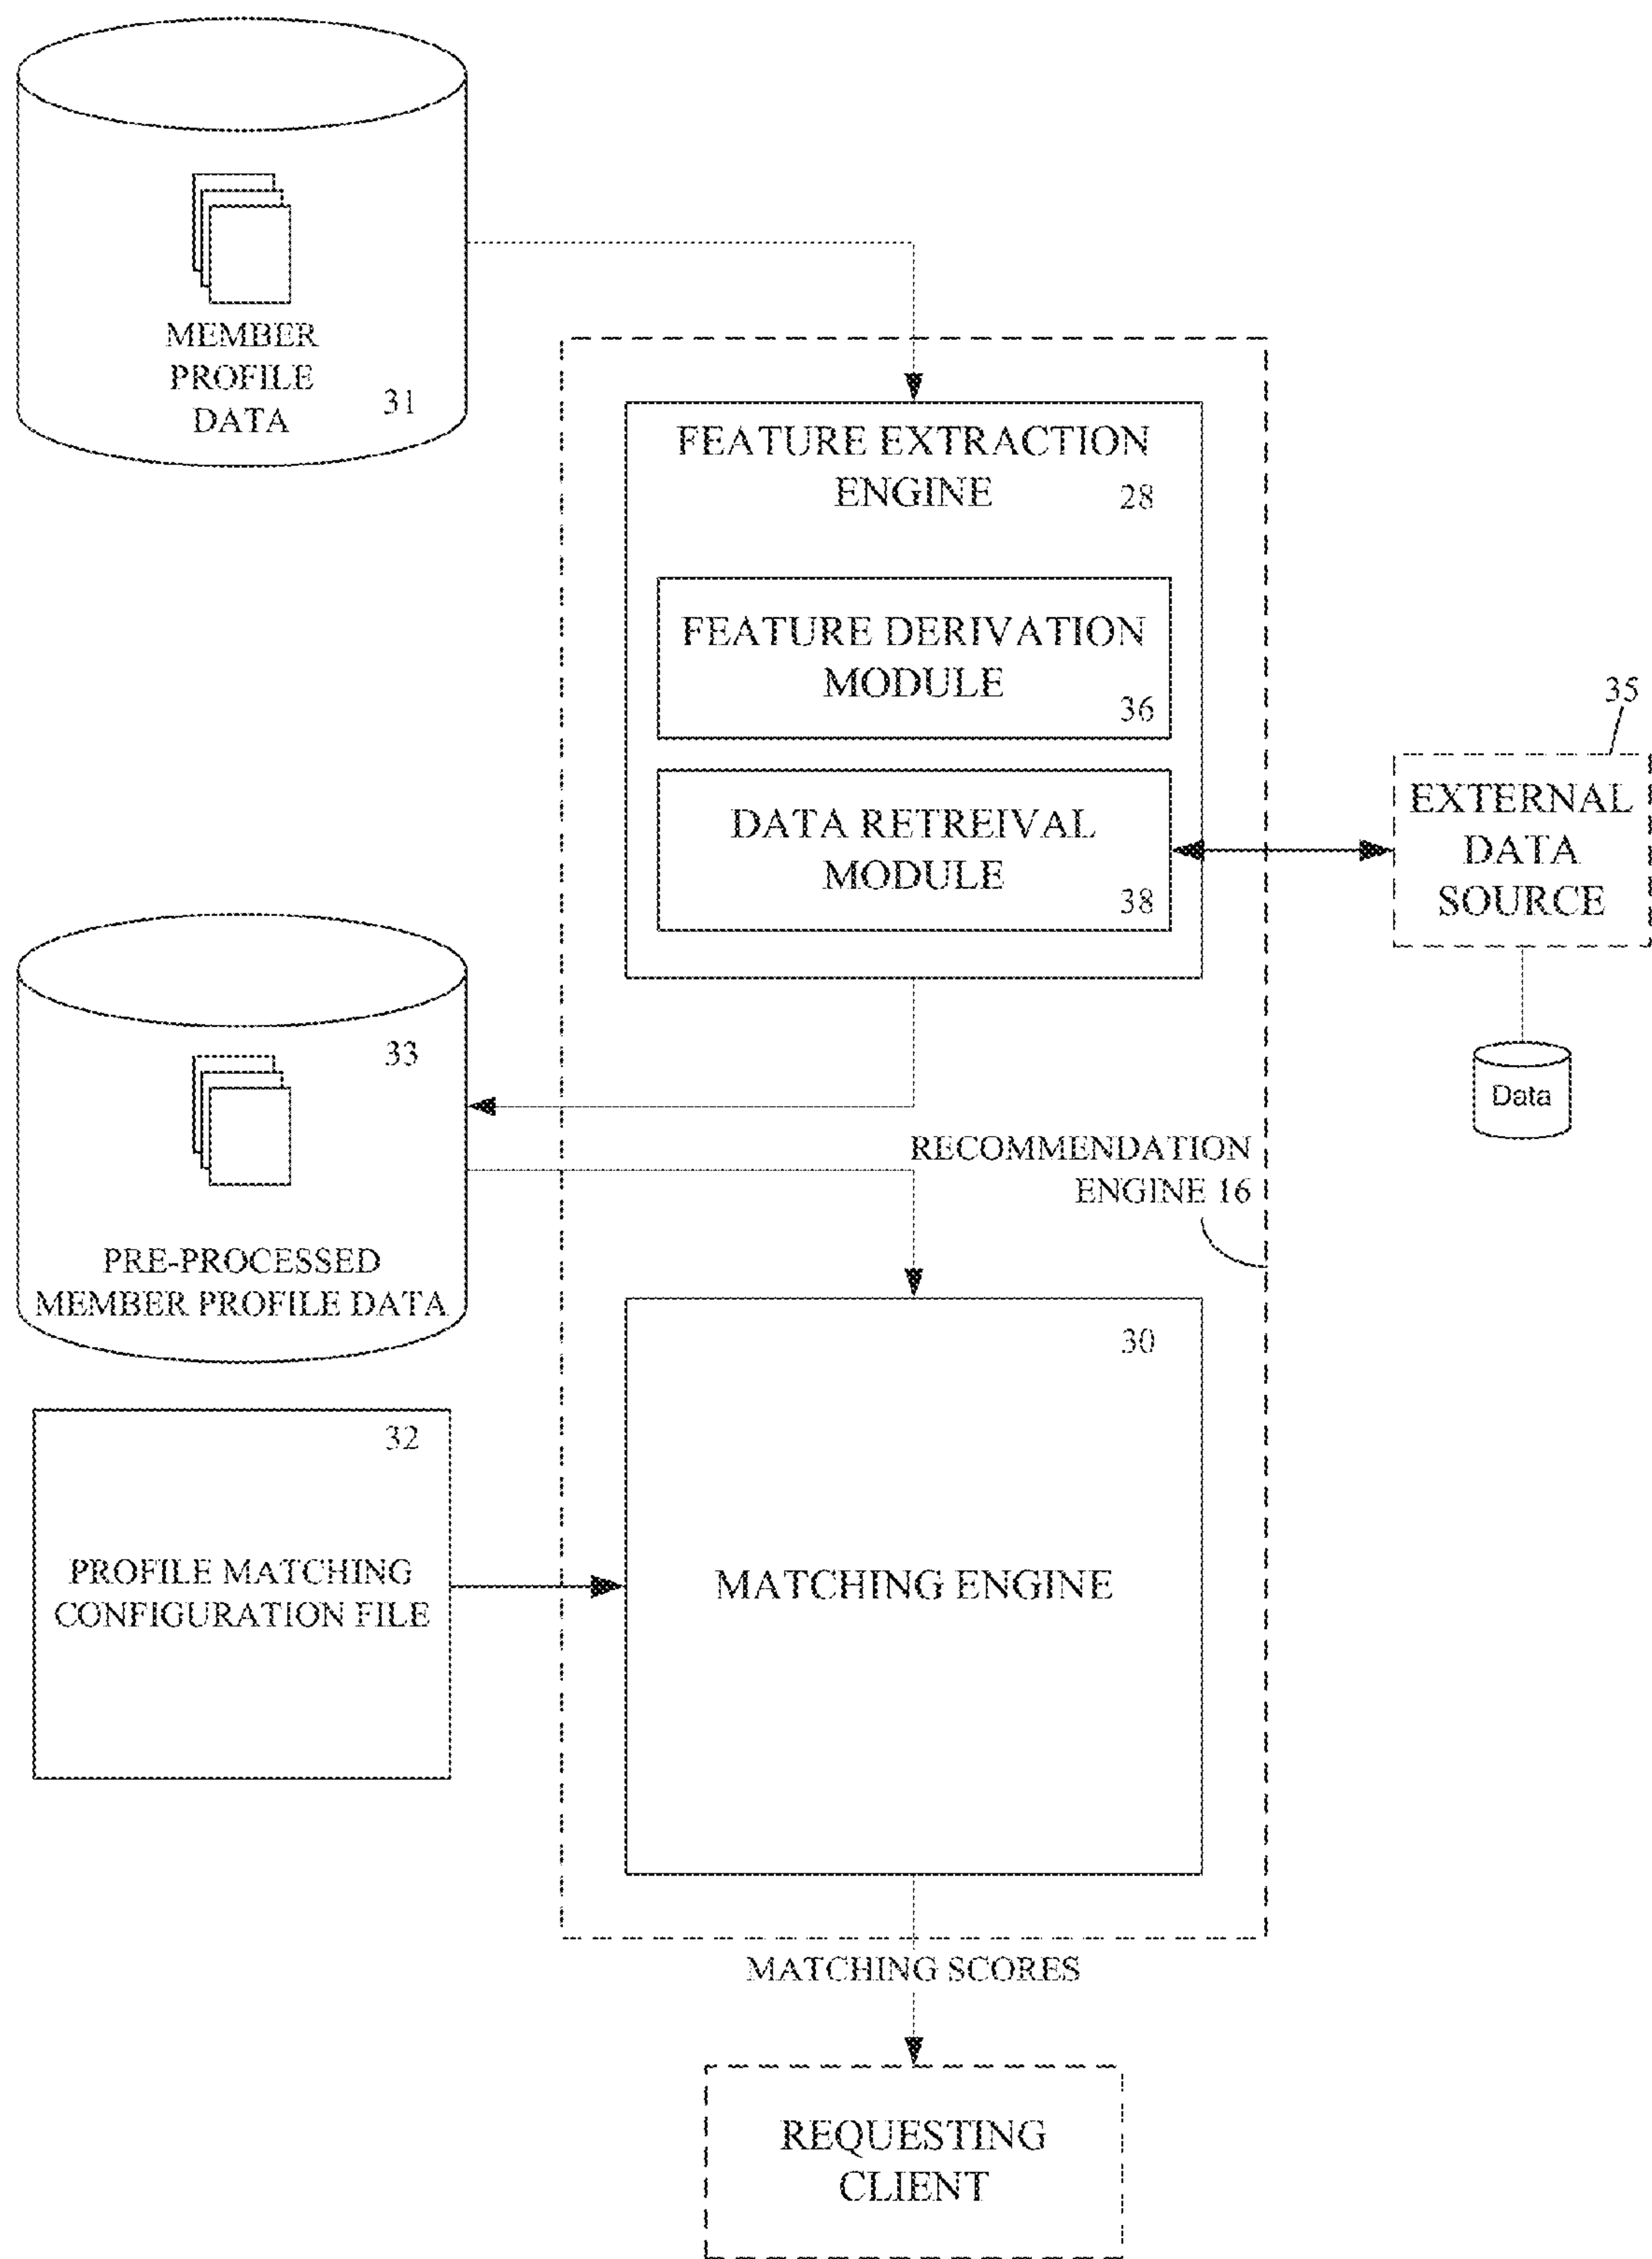 MEMBER
PROFILE
DATA
31
FEATURE EXTRACTION
ENGINE
28
FEATURE DERIVATION
MODULE
36
DATA RETREIVAL
MODULE
38
35
EXTERNAL
DATA
SOURCE
Data
33
PRE-PROCESSED
MEMBER PROFILE DATA
RECOMMENDATION
ENGINE 16
32
PROFILE MATCHING
CONFIGURATION FILE
30
MATCHING ENGINE
MATCHING SCORES
REQUESTING
CLIENT